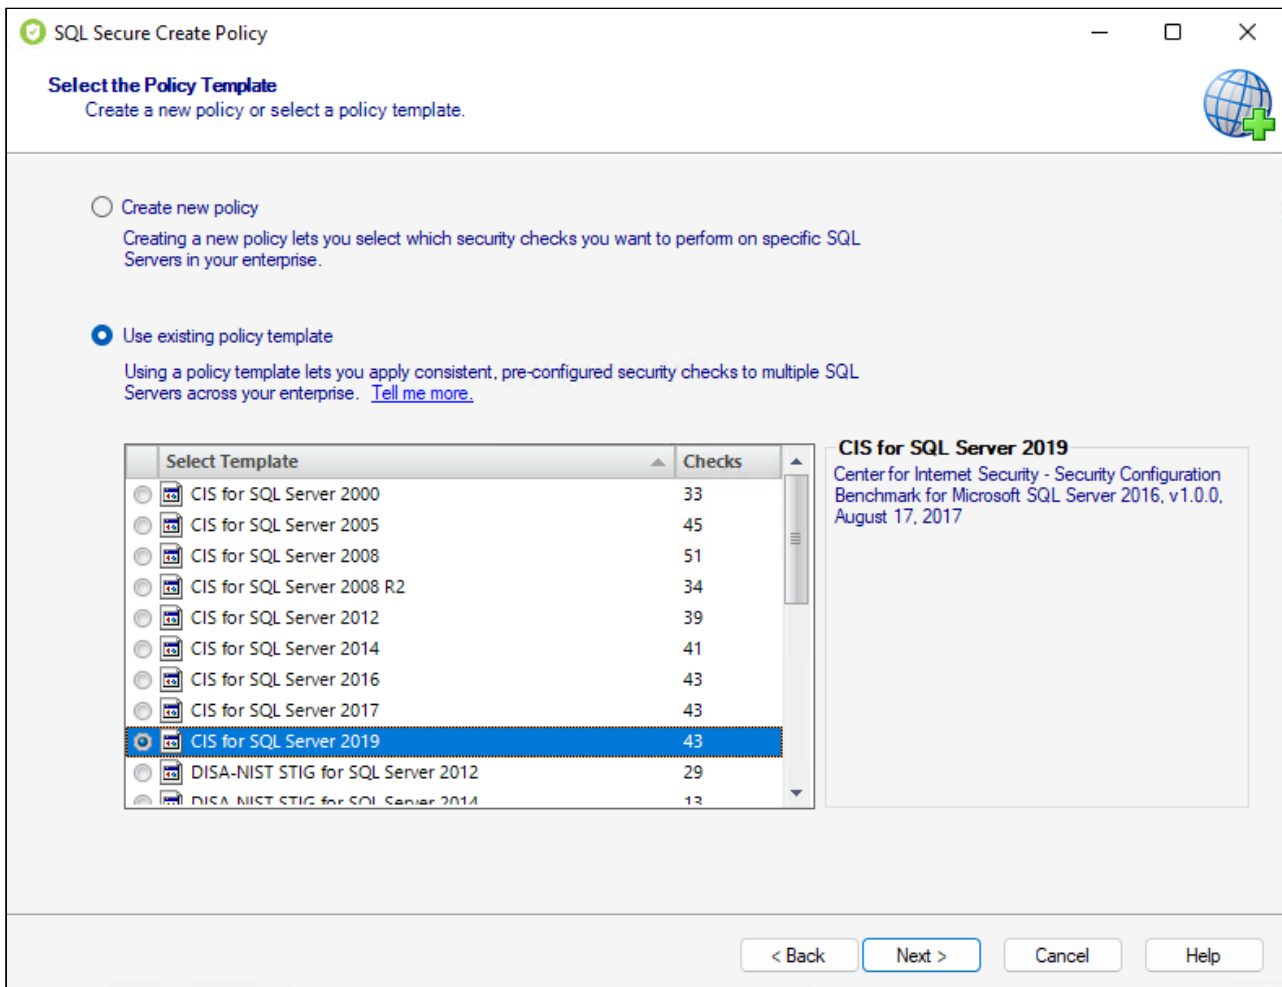 SQL Secure Create Policy
Select the Policy Template
Create a new policy or select a policy template.
Create new policy
Creating a new policy lets you select which security checks you want to perform on specific SQL
Servers in your enterprise.
Use existing policy template
Using a policy template lets you apply consistent, pre-configured security checks to multiple SQL
Servers across your enterprise. Tell me more.
Select Template Checks
CIS for SQL Server 2000 33
CIS for SQL Server 2005 45
CIS for SQL Server 2008 51
CIS for SQL Server 2008 R2 34
CIS for SQL Server 2012 39
CIS for SQL Server 2014 41
CIS for SQL Server 2016 43
CIS for SQL Server 2017 43
CIS for SQL Server 2019 43
DISA-NIST STIG for SQL Server 2012 29
DISA-NIST STIG for SQL Server 2014 13
CIS for SQL Server 2019
Center for Internet Security - Security Configuration
Benchmark for Microsoft SQL Server 2016, v1.0.0,
August 17, 2017
< Back Next > Cancel Help